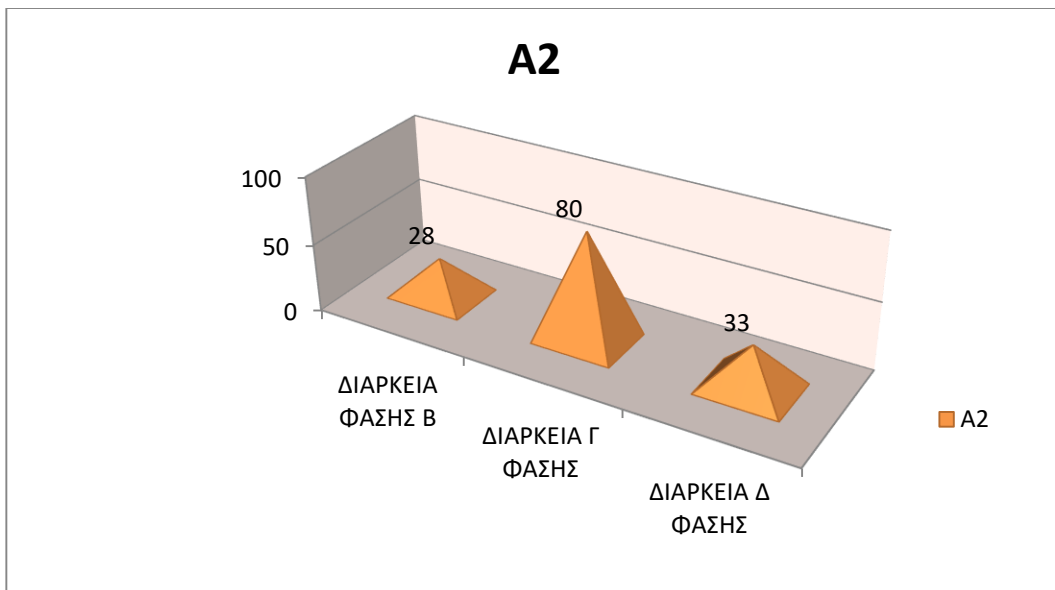 A2
100
50
0
28
80
33
ΔΙΑΡΚΕΙΑ
ΦΑΣΗΣ Β
ΔΙΑΡΚΕΙΑ Γ
ΦΑΣΗΣ
ΔΙΑΡΚΕΙΑ Δ
ΦΑΣΗΣ
A2